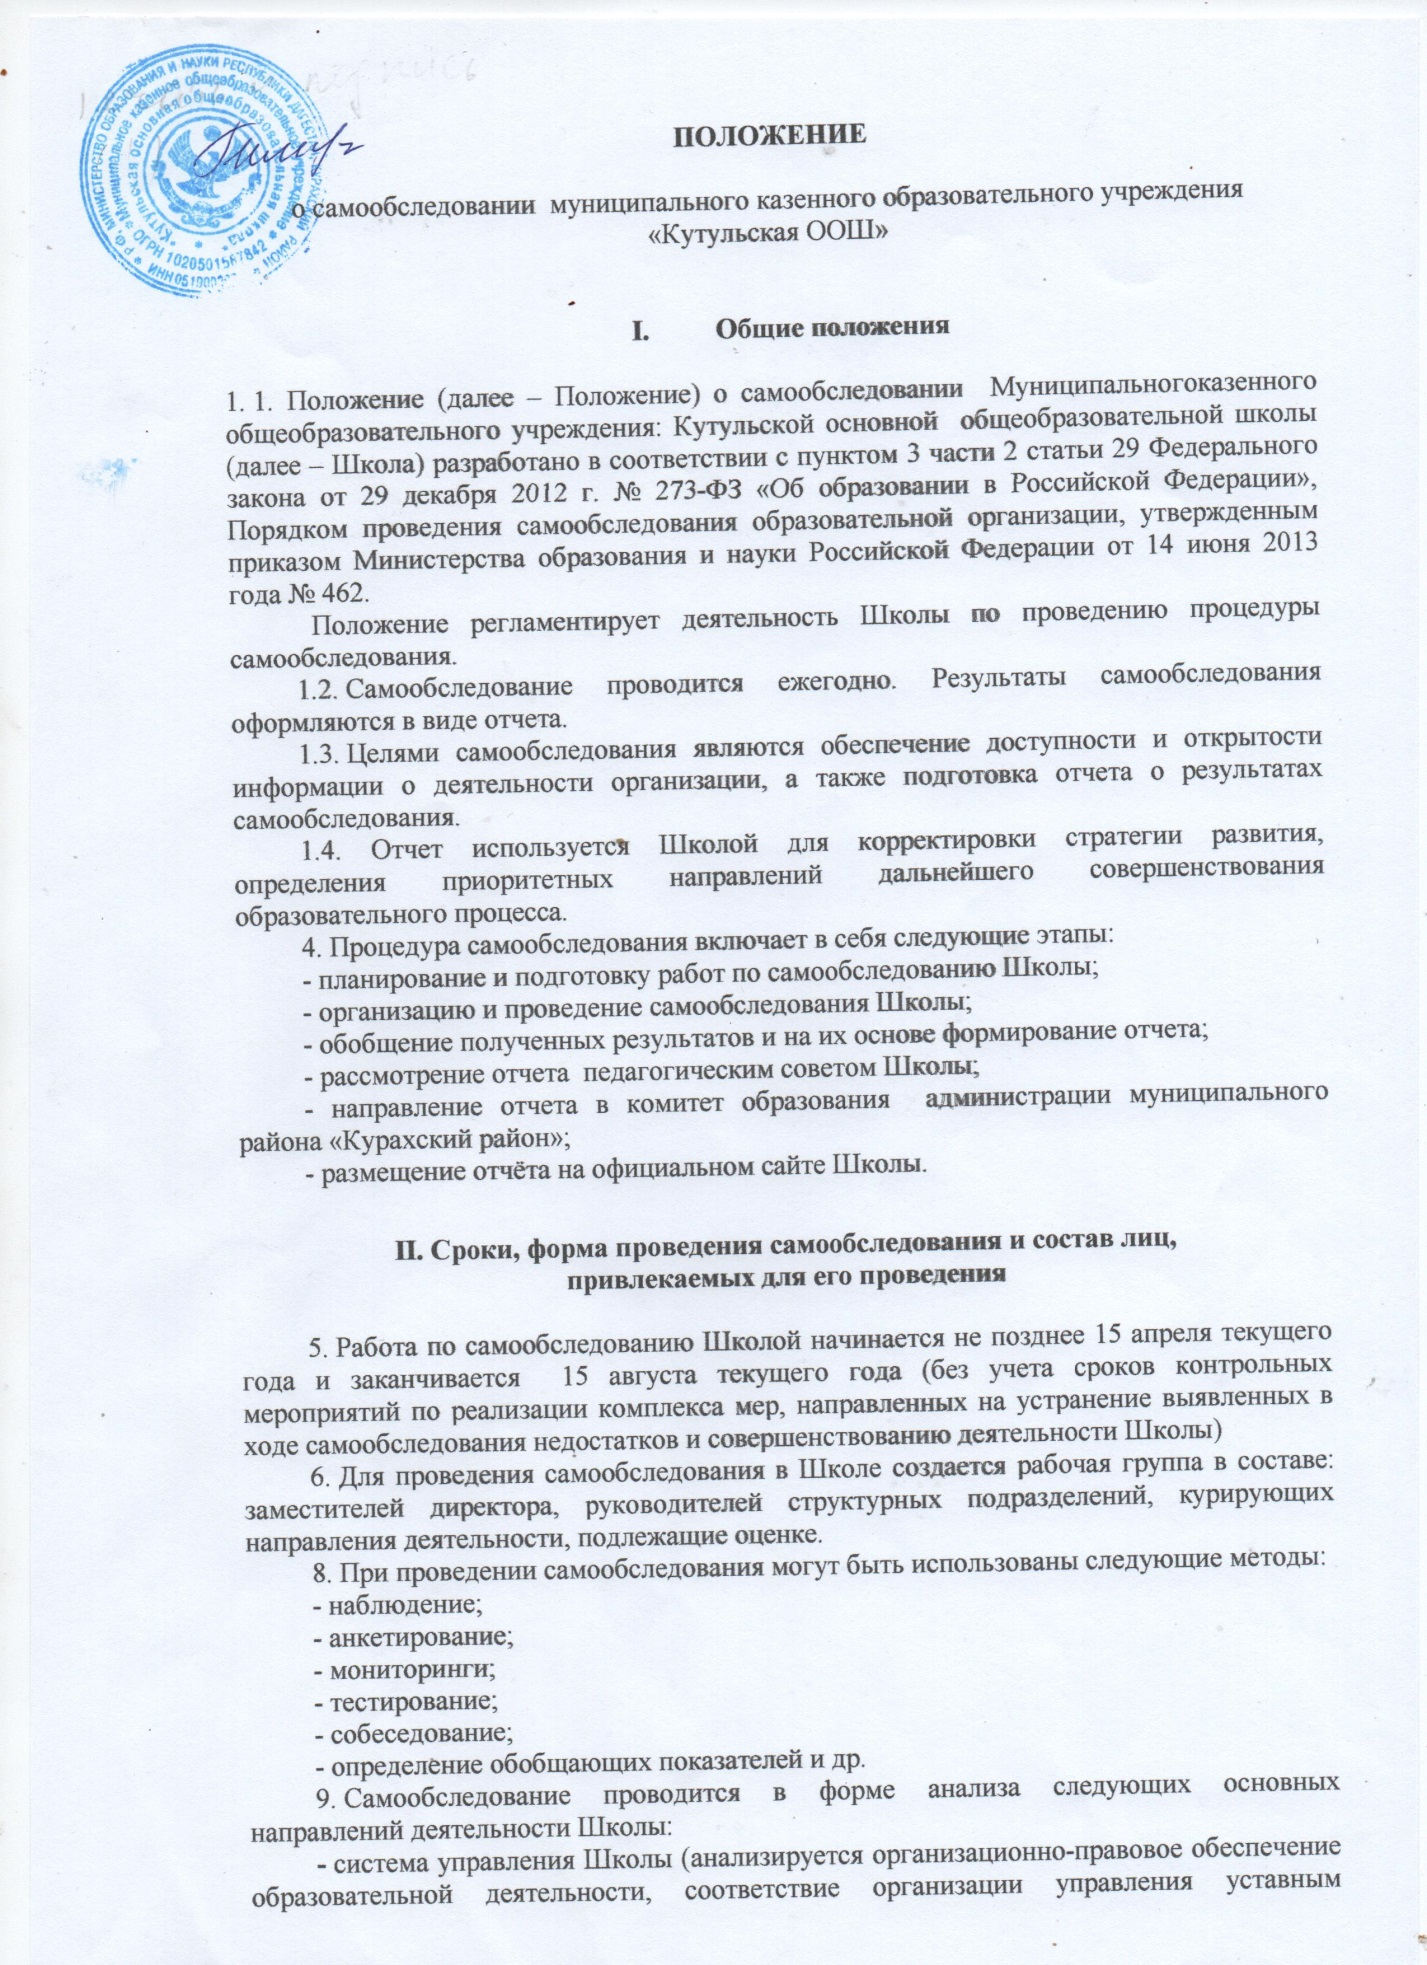 МИНИСТЕРСТВО ОБРАЗОВАНИЯ И НАУКИ РЕСПУБЛИКИ
Муниципальное казенное общеобразовательное учреждение
Кутульская основная общеобразовательная школа
ОГРН 1020501587842
ПОЛОЖЕНИЕ
о самообследовании муниципального казенного образовательного учреждения
«Кутульская ООШ»
I. Общие положения
1. 1. Положение (далее – Положение) о самообследовании Муниципальногоказенного
общеобразовательного учреждения: Кутульской основной общеобразовательной школы
(далее – Школа) разработано в соответствии с пунктом 3 части 2 статьи 29 Федерального
закона от 29 декабря 2012 г. № 273-ФЗ «Об образовании в Российской Федерации»,
Порядком проведения самообследования образовательной организации, утвержденным
приказом Министерства образования и науки Российской Федерации от 14 июня 2013
года № 462.
Положение регламентирует деятельность Школы по проведению процедуры
самообследования.
1.2. Самообследование проводится ежегодно. Результаты самообследования
оформляются в виде отчета.
1.3. Целями самообследования являются обеспечение доступности и открытости
информации о деятельности организации, а также подготовка отчета о результатах
самообследования.
1.4. Отчет используется Школой для корректировки стратегии развития,
определения приоритетных направлений дальнейшего совершенствования
образовательного процесса.
4. Процедура самообследования включает в себя следующие этапы:
- планирование и подготовку работ по самообследованию Школы;
- организацию и проведение самообследования Школы;
- обобщение полученных результатов и на их основе формирование отчета;
- рассмотрение отчета педагогическим советом Школы;
- направление отчета в комитет образования администрации муниципального
района «Курахский район»;
- размещение отчёта на официальном сайте Школы.
II. Сроки, форма проведения самообследования и состав лиц,
привлекаемых для его проведения
5. Работа по самообследованию Школой начинается не позднее 15 апреля текущего
года и заканчивается 15 августа текущего года (без учета сроков контрольных
мероприятий по реализации комплекса мер, направленных на устранение выявленных в
ходе самообследования недостатков и совершенствованию деятельности Школы)
6. Для проведения самообследования в Школе создается рабочая группа в составе:
заместителей директора, руководителей структурных подразделений, курирующих
направления деятельности, подлежащие оценке.
8. При проведении самообследования могут быть использованы следующие методы:
- наблюдение;
- анкетирование;
- мониторинги;
- тестирование;
- собеседование;
- определение обобщающих показателей и др.
9. Самообследование проводится в форме анализа следующих основных
направлений деятельности Школы:
- система управления Школы (анализируется организационно-правовое обеспечение
образовательной деятельности, соответствие организации управления уставным